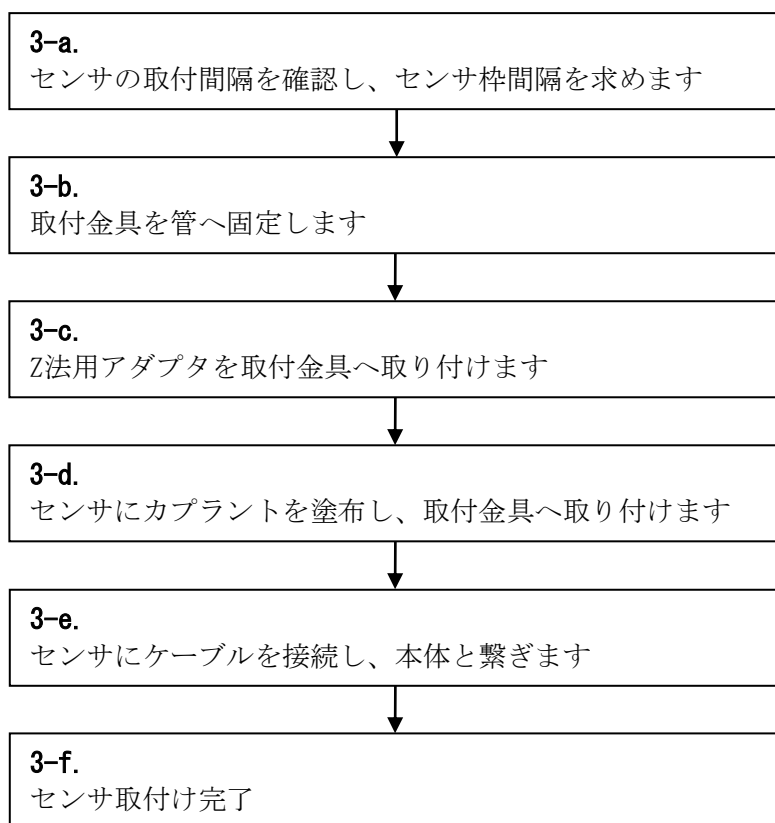 3-a.
センサの取付間隔を確認し、センサ枠間隔を求めます
3-b.
取付金具を管へ固定します
3-c.
Z法用アダプタを取付金具へ取り付けます
3-d.
センサにカプラントを塗布し、取付金具へ取り付けます
3-e.
センサにケーブルを接続し、本体と繋ぎます
3-f.
センサ取付け完了